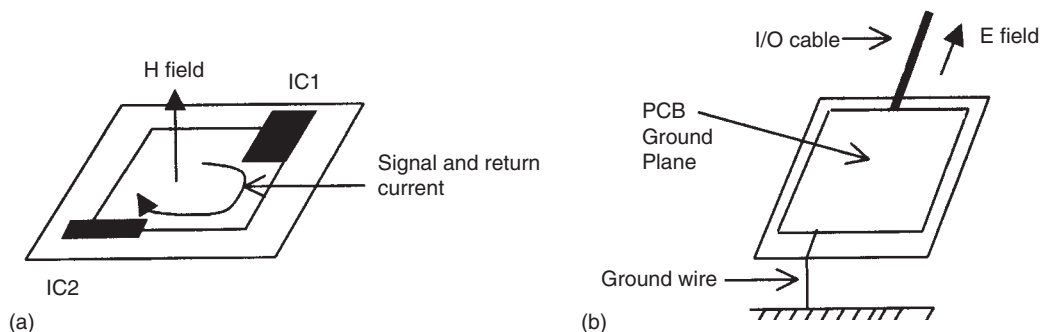 H field
IC1
Signal and return
current
IC2
(a)
I/O cable
E field
PCB
Ground
Plane
Ground wire
(b)